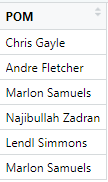 POM
Chris Gayle
Andre Fletcher
Marlon Samuels
Najibullah Zadran
Lendl Simmons
Marlon Samuels